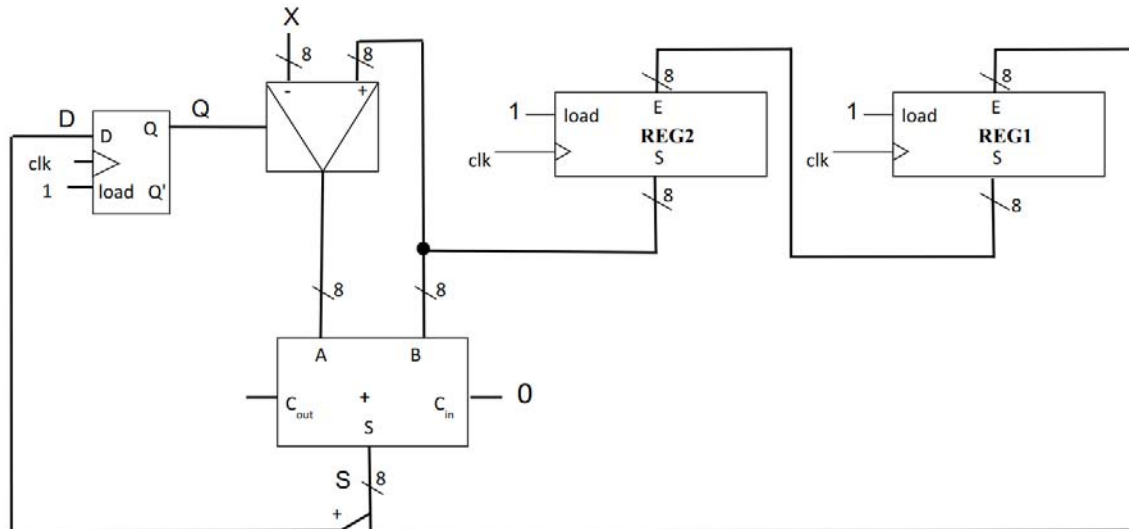 X
8
8
- +
D
D Q
clk
1
load Q'
Q
8
8
A B
C_out + C_in
0
S
S
8
+
8
1
load
E
REG2
clk
S
8
8
1
load
E
REG1
clk
S
8